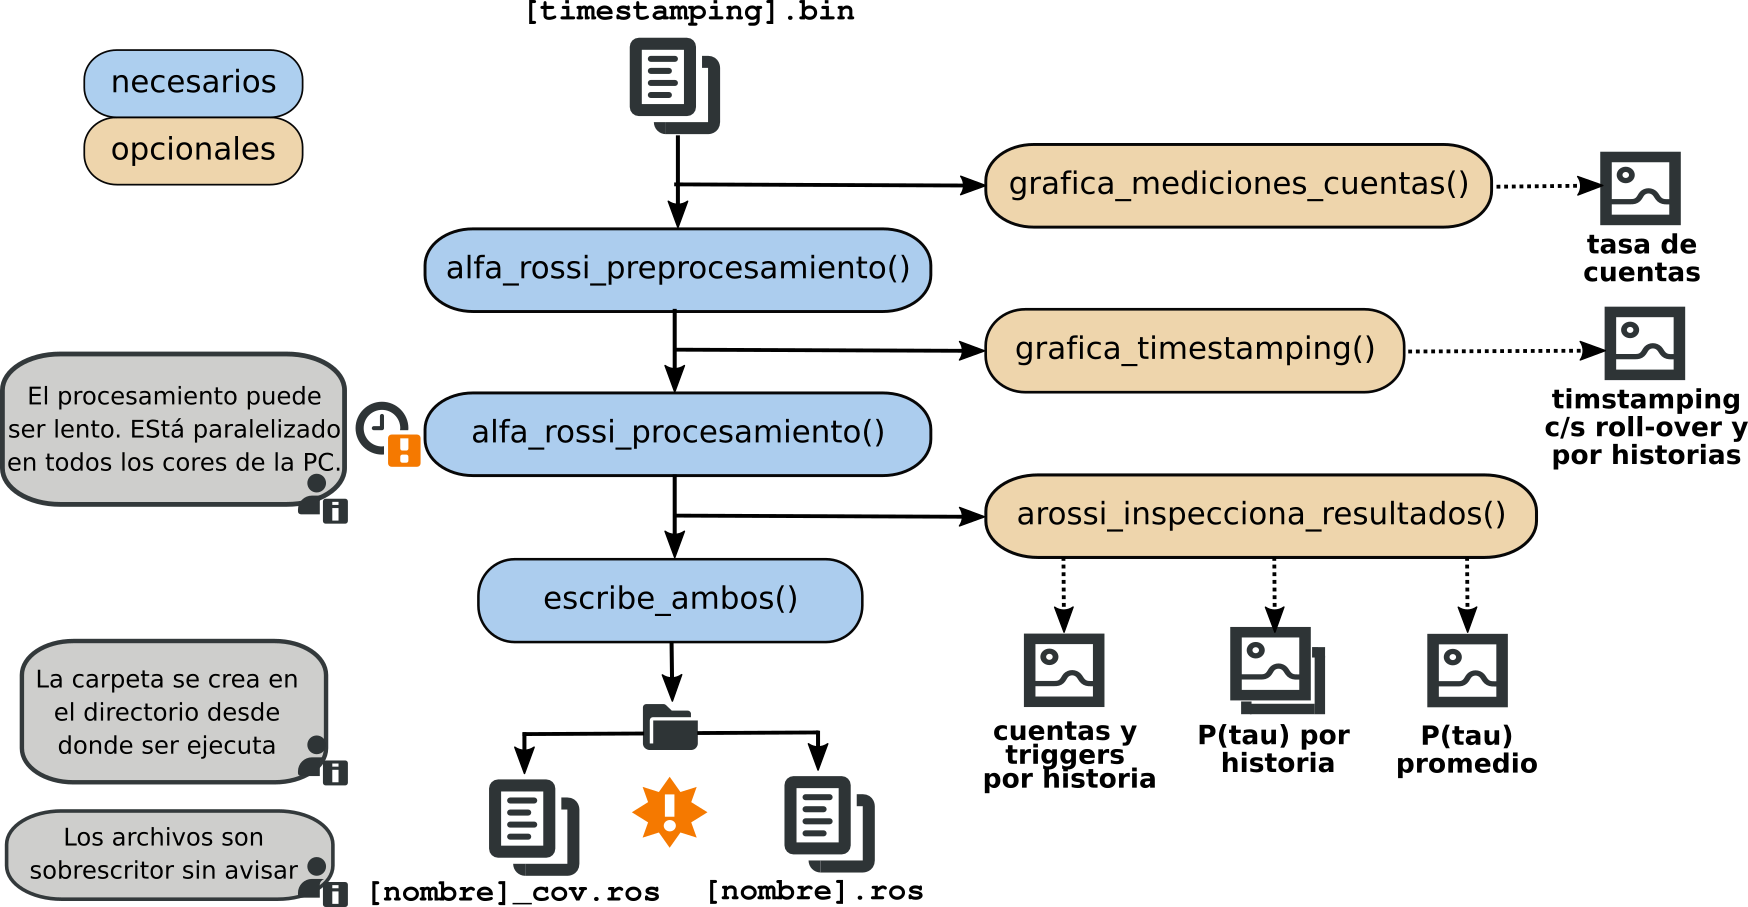 [timestamping].bin
necesarios
opcionales
grafica_mediciones_cuentas()
tasa de
cuentas
alfa_rossi_preprocesamiento()
grafica_timestamping()
timstamping
c/s roll-over y
por historias
El procesamiento puede
ser lento. EStá paralelizado
en todos los cores de la PC.
alfa_rossi_procesamiento()
arossi_inspecciona_resultados()
escribe_ambos()
cuentas y
triggers
por historia
P(tau) por
historia
P(tau)
promedio
La carpeta se crea en
el directorio desde
donde ser ejecuta
Los archivos son
sobrescritor sin avisar
[nombre]_cov.ros
[nombre].ros